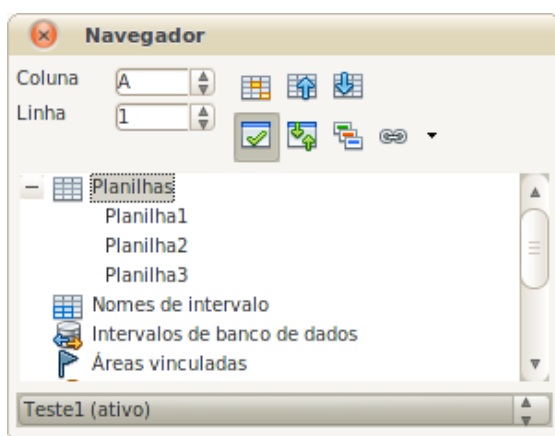 Navegador
Coluna A
Linha 1
Planilhas
Planilha1
Planilha2
Planilha3
Nomes de intervalo
Intervalos de banco de dados
Áreas vinculadas
Teste1 (ativo)